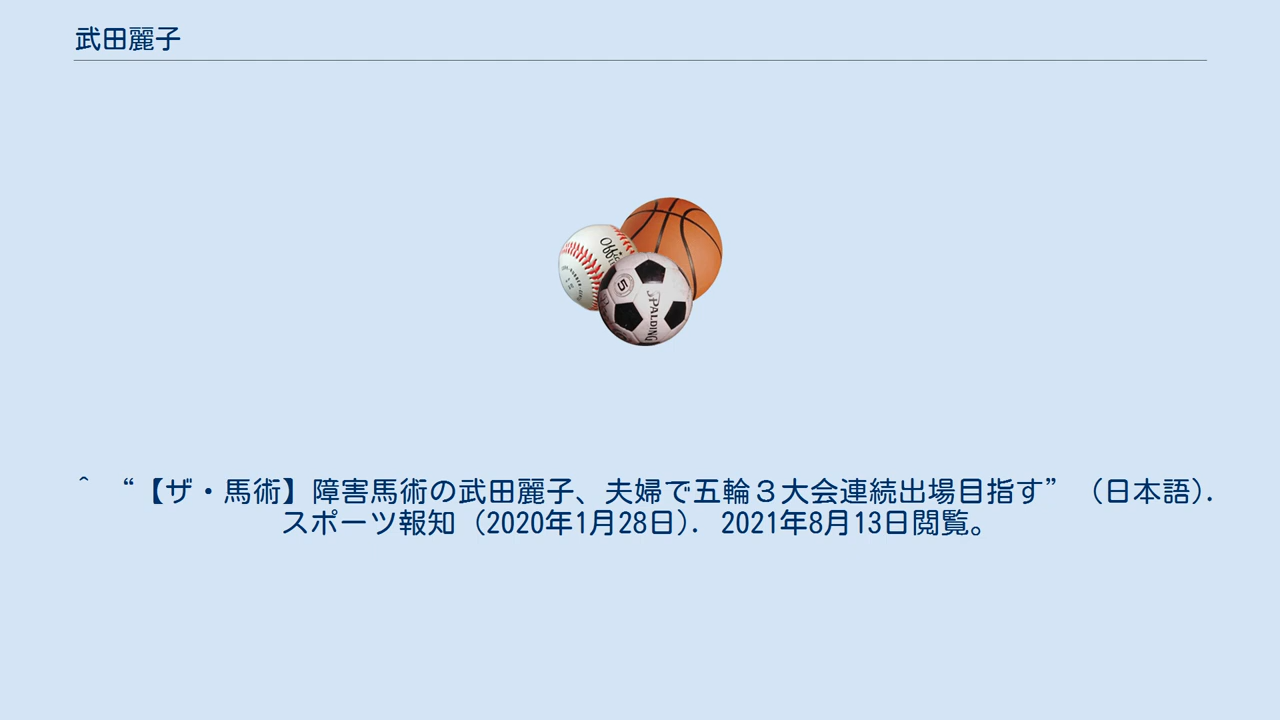 武田麗子
Offic
5
SPALDING
^ “【ザ・馬術】障害馬術の武田麗子、夫婦で五輪３大会連続出場目指す” (日本語).
スポーツ報知 (2020年1月28日). 2021年8月13日閲覧。